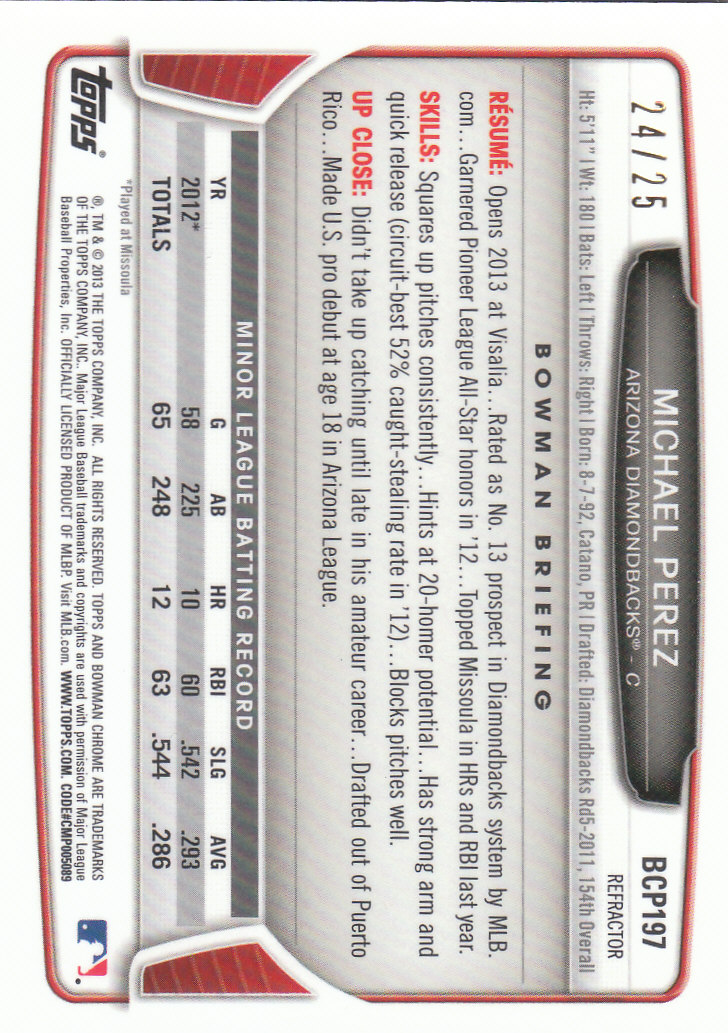 24/25
MICHAEL PEREZ
ARIZONA DIAMONDBACKS® - C
BCP197
REFRACTOR
Ht: 5'11" | Wt: 180 | Bats: Left | Throws: Right | Born: 8-7-92, Catano, PR | Drafted: Diamondbacks Rd5-2011, 154th Overall
BOWMAN BRIEFING
RÉSUMÉ: Opens 2013 at Visalia...Rated as No. 13 prospect in Diamondbacks system by MLB.
com...Garnered Pioneer League All-Star honors in '12...Topped Missoula in HRs and RBI last year.
SKILLS: Squares up pitches consistently...Hints at 20-homer potential...Has strong arm and
quick release (circuit-best 52% caught-stealing rate in '12)...Blocks pitches well.
UP CLOSE: Didn't take up catching until late in his amateur career...Drafted out of Puerto
Rico...Made U.S. pro debut at age 18 in Arizona League.
MINOR LEAGUE BATTING RECORD
YR G AB HR RBI SLG AVG
2012* 58 225 10 60 .542 .293
TOTALS 65 248 12 63 .544 .286
*Played at Missoula
topps®
®, TM & © 2013 THE TOPPS COMPANY, INC. ALL RIGHTS RESERVED. TOPPS AND BOWMAN CHROME ARE TRADEMARKS
OF THE TOPPS COMPANY, INC. Major League Baseball trademarks and copyrights are used with permission of Major League
Baseball Properties, Inc. OFFICIALLY LICENSED PRODUCT OF MLBP. Visit MLB.com. WWW.TOPPS.COM. CODE#CMP005089